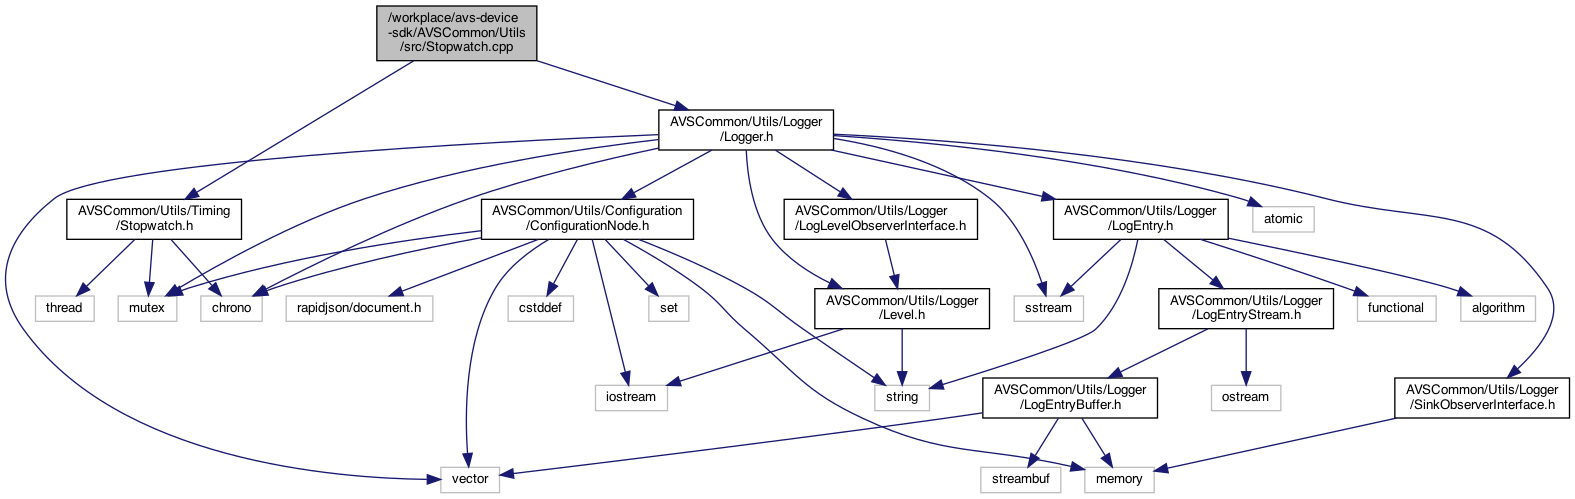 /workplace/avs-device
-sdk/AVSCommon/Utils
/src/Stopwatch.cpp
AVSCommon/Utils/Logger
/Logger.h
AVSCommon/Utils/Timing
/Stopwatch.h
AVSCommon/Utils/Configuration
/ConfigurationNode.h
AVSCommon/Utils/Logger
/LogLevelObserverInterface.h
AVSCommon/Utils/Logger
/LogEntry.h
atomic
thread
mutex
chrono
rapidjson/document.h
cstddef
set
AVSCommon/Utils/Logger
/Level.h
sstream
AVSCommon/Utils/Logger
/LogEntryStream.h
functional
algorithm
iostream
string
AVSCommon/Utils/Logger
/LogEntryBuffer.h
ostream
AVSCommon/Utils/Logger
/SinkObserverInterface.h
vector
streambuf
memory